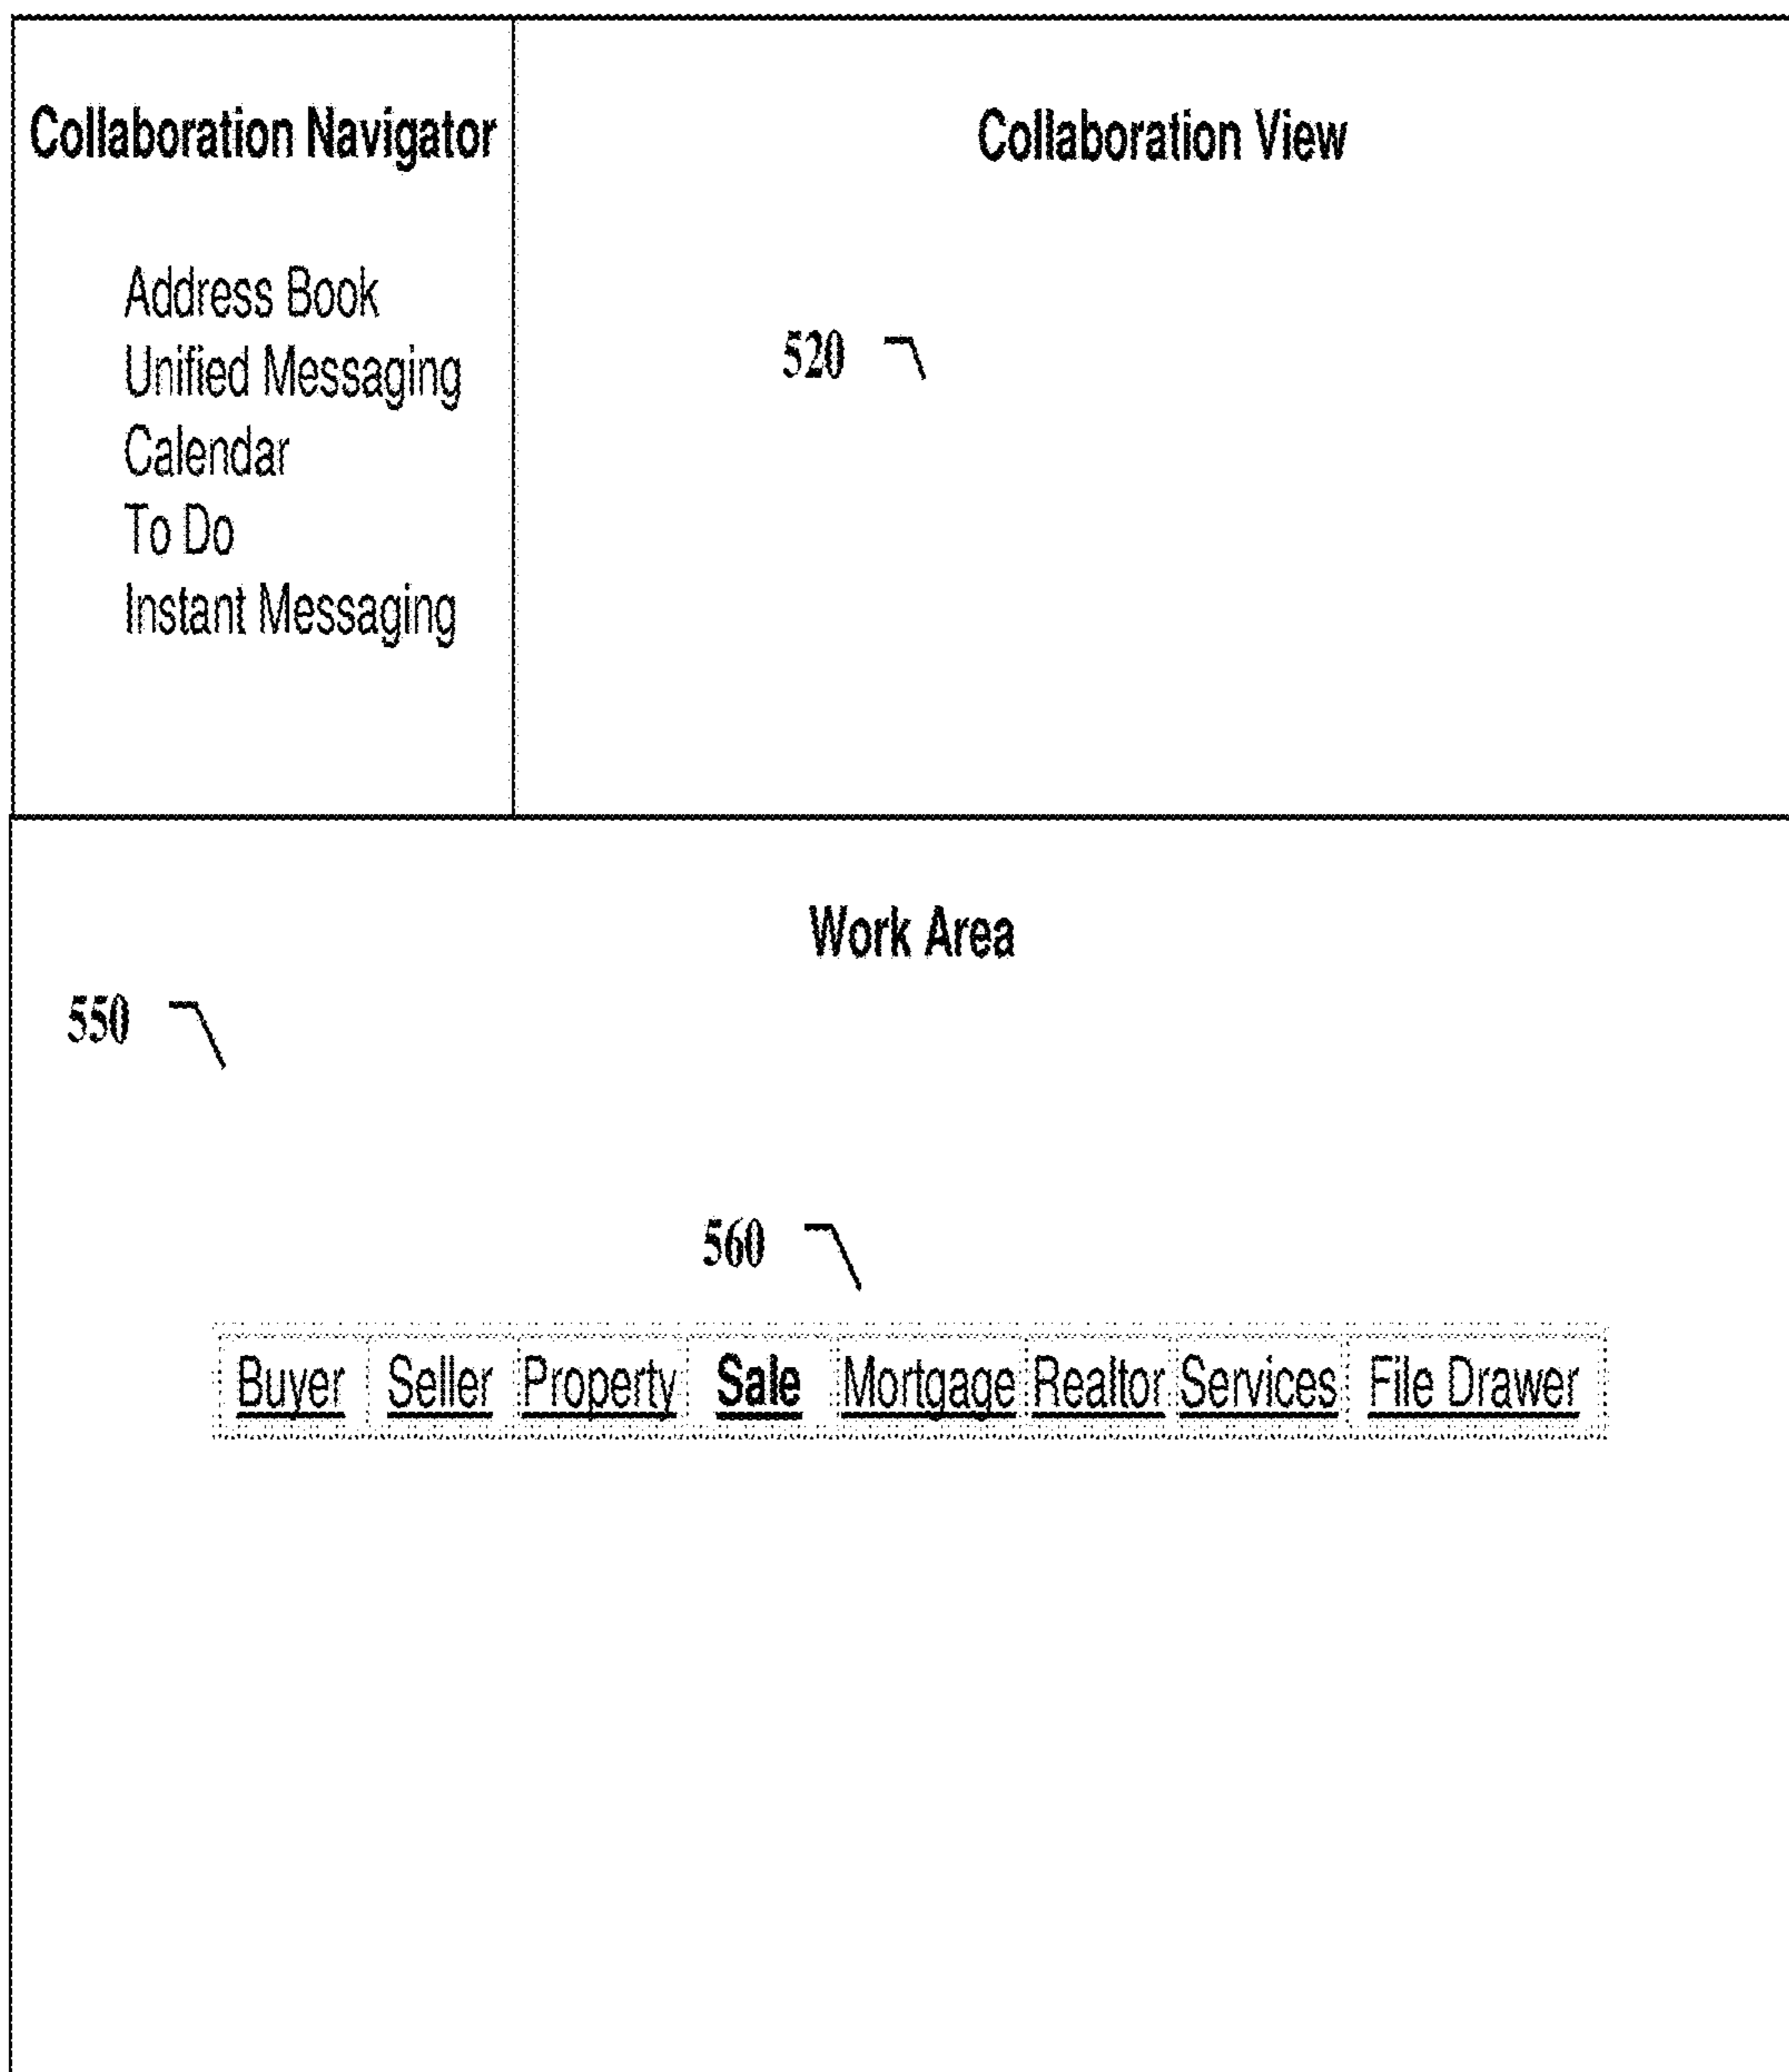 Collaboration Navigator
Address Book
Unified Messaging
Calendar
To Do
Instant Messaging
Collaboration View
520
Work Area
550
560
Buyer Seller Property Sale Mortgage Realtor Services File Drawer